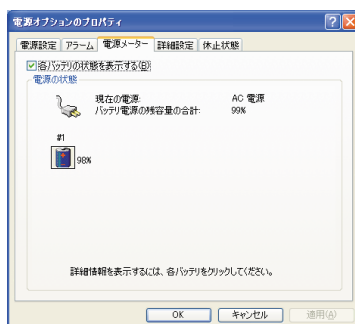 電源オプションのプロパティ
電源設定 アラーム 電源メーター 詳細設定 休止状態
各バッテリの状態を表示する(B)
電源の状態
現在の電源: AC 電源
バッテリ電源の残容量の合計: 99%
#1
98%
詳細情報を表示するには、各バッテリをクリックしてください。
OK キャンセル 適用(A)